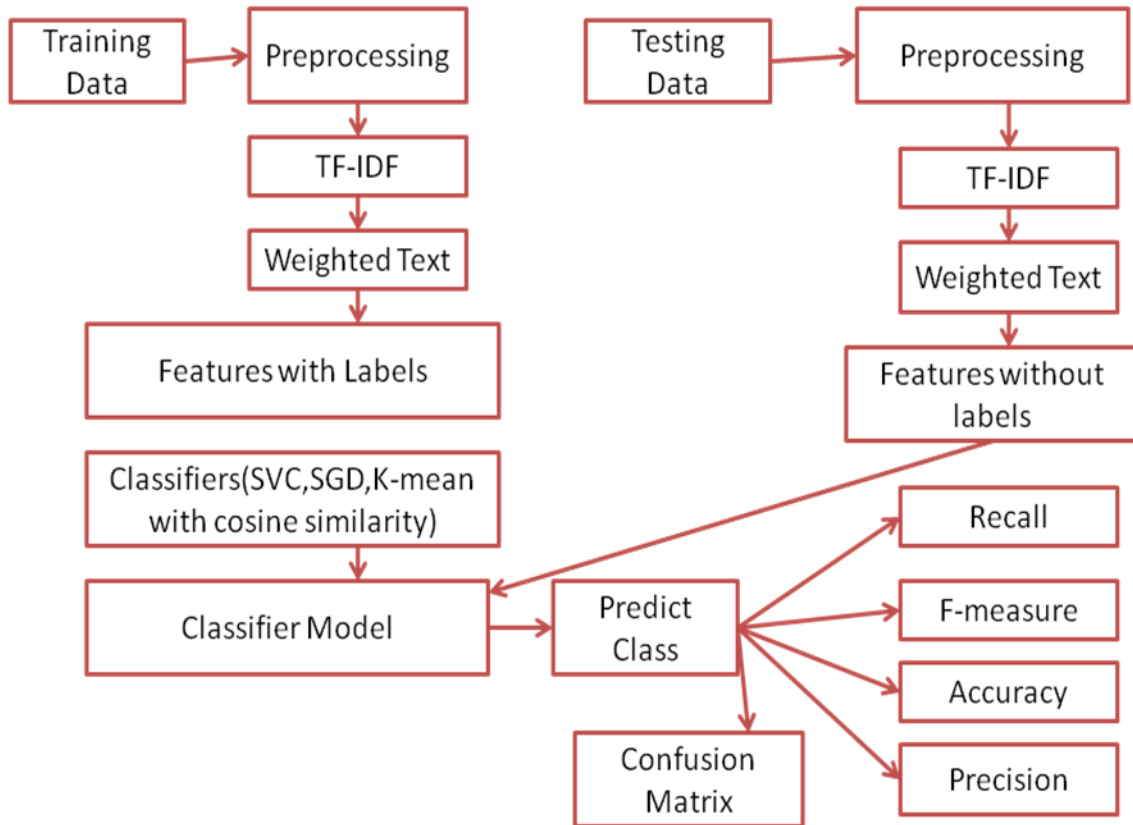 Training
Data
Preprocessing
TF-IDF
Weighted Text
Features with Labels
Classifiers(SVC,SGD,K-mean
with cosine similarity)
Classifier Model
Testing
Data
Preprocessing
TF-IDF
Weighted Text
Features without
labels
Predict
Class
Confusion
Matrix
Recall
F-measure
Accuracy
Precision